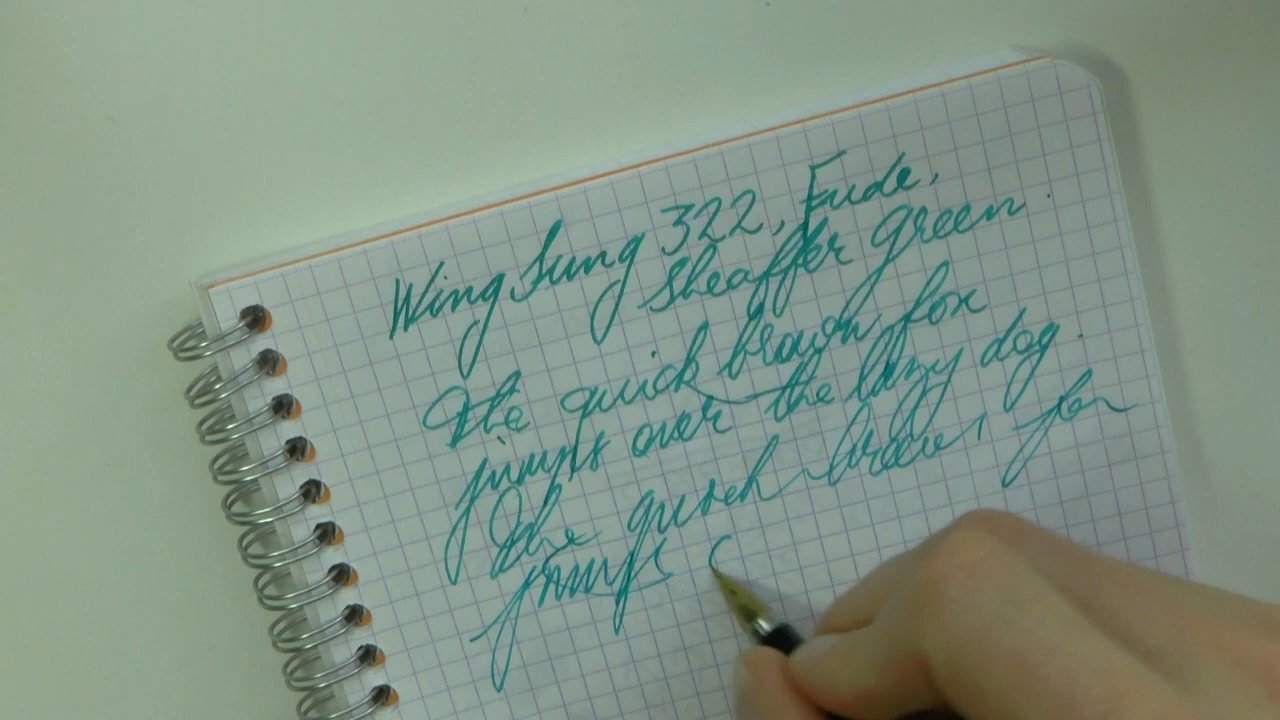 Wing Sung 322, Fude,
Sheaffer green.
The quick brown fox
jumps over the lazy dog.
The quick brown fox
jumps o